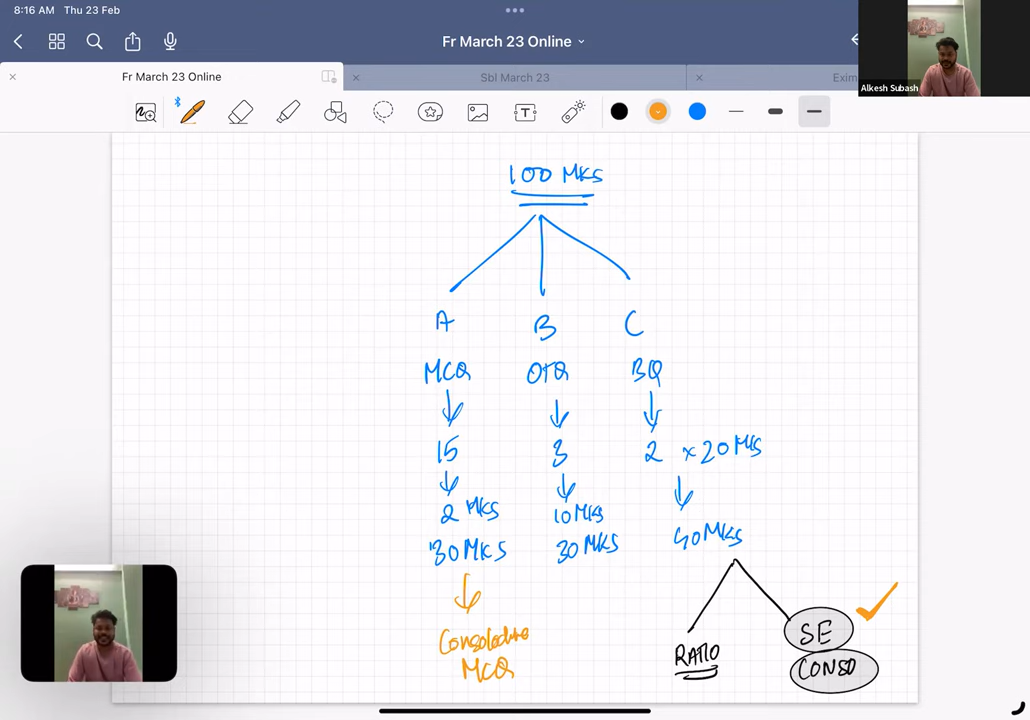 8:16 AM Thu 23 Feb
Fr March 23 Online
Alkesh Subash
Fr March 23 Online
Sbl March 23
Exim
100 MKS
A B C
MCQ OTQ BQ
15 3 2 x 20 MKS
2 MKS 10 MKS 40 MKS
30 MKS 30 MKS
MCQ
RATIO
SE
CONSO